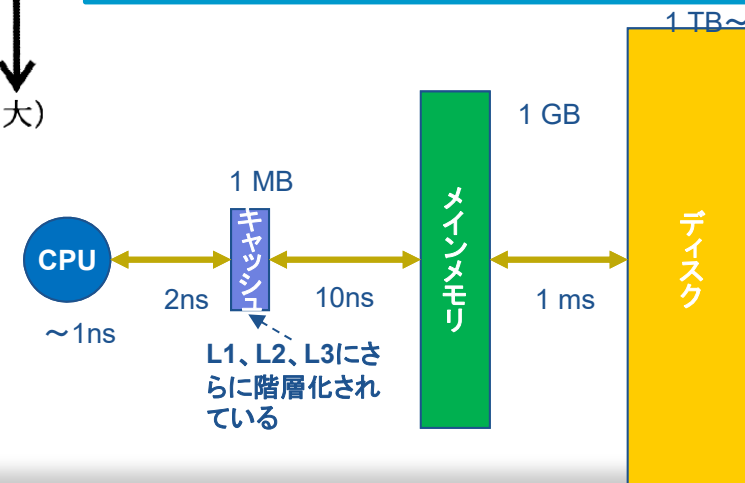 1 TB～
大）
1 GB
1 MB
CPU
キャッシュ
メインメモリ
ディスク
2ns
10ns
1 ms
～1ns
L1、L2、L3にさ
らに階層化され
ている